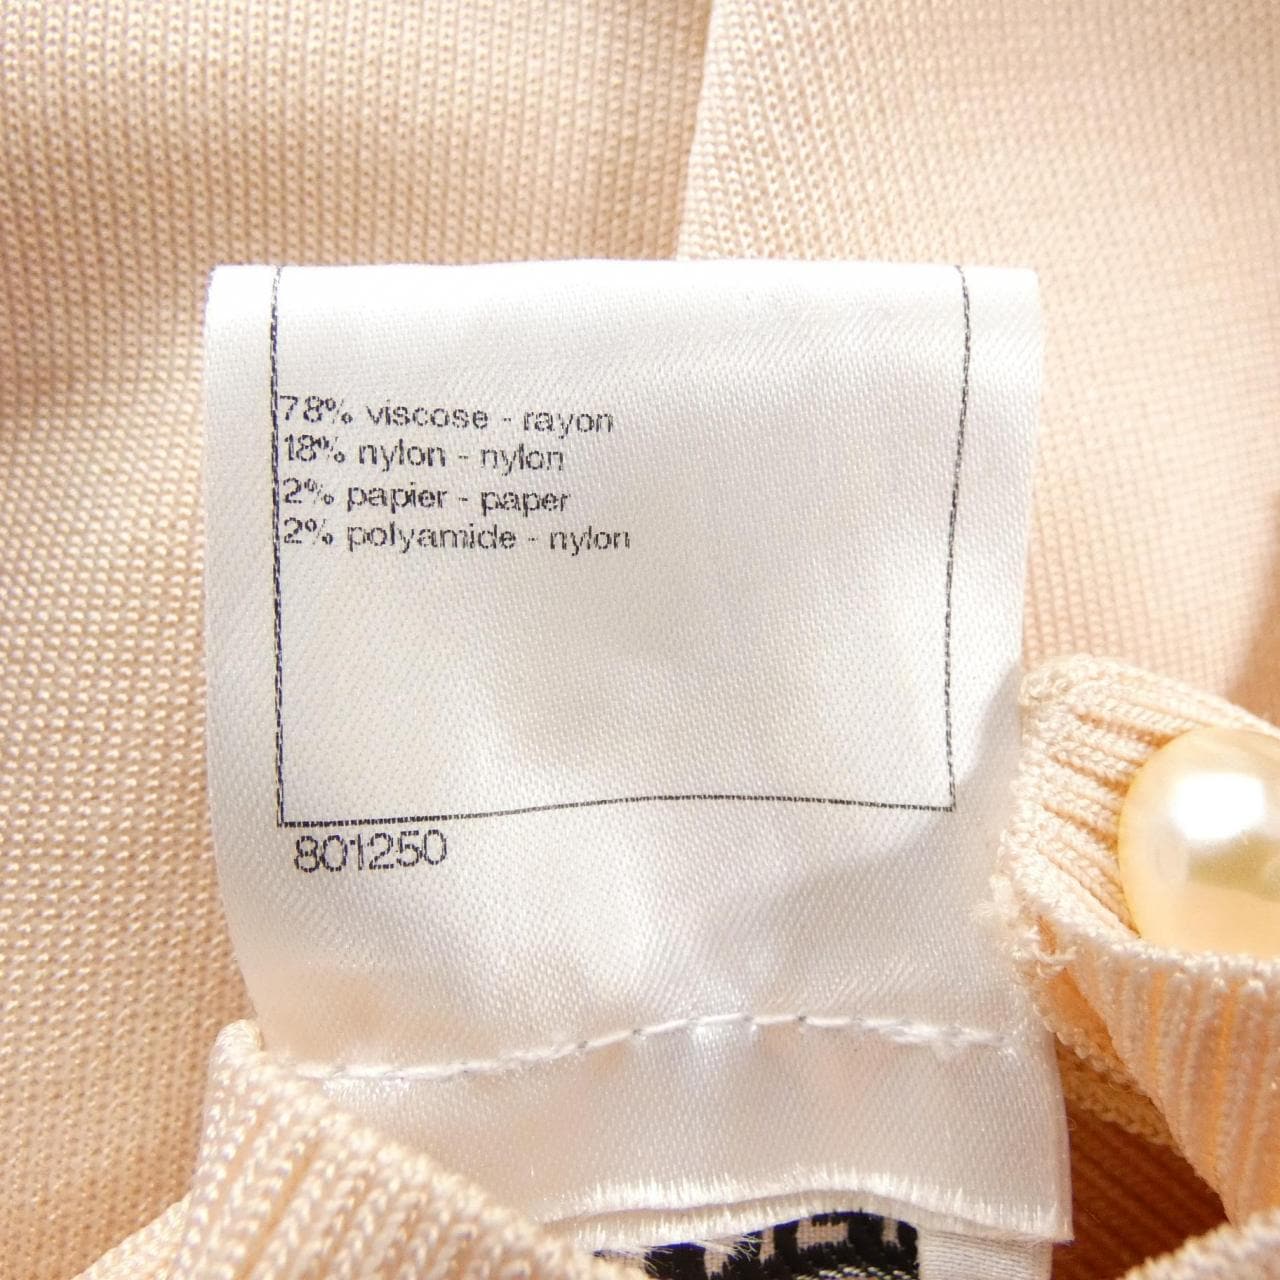 78% viscose - rayon
18% nylon - nylon
2% papier - paper
2% polyamide - nylon
801250